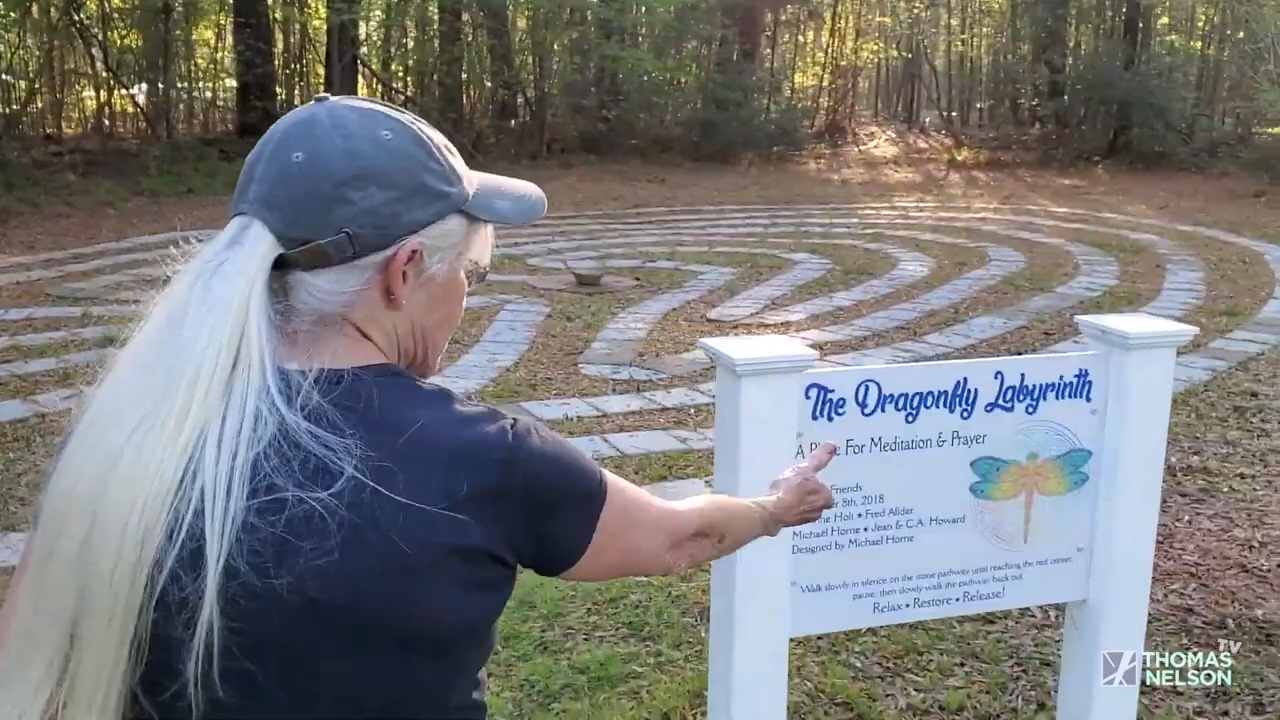 The Dragonfly Labyrinth
A Place For Meditation & Prayer
Friends
8th, 2018
Holi • Fred Alider
Michael Horne • Jean & C.A. Howard
Designed by Michael Horne
Walk slowly in silence on the stone pathway until reaching the red center,
pause, then slowly walk the pathway back out.
Relax • Restore • Release!
THOMAS
NELSON
TV